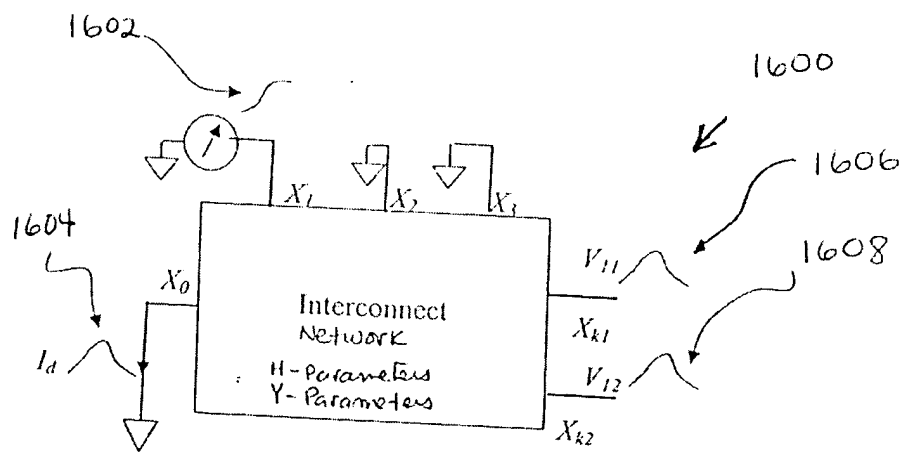 1602
1600
1606
X1 X2 X3
1604
V11
1608
X0
Interconnect
Xk1
Network
Id
H-Parameters
V12
Y-Parameters
Xk2